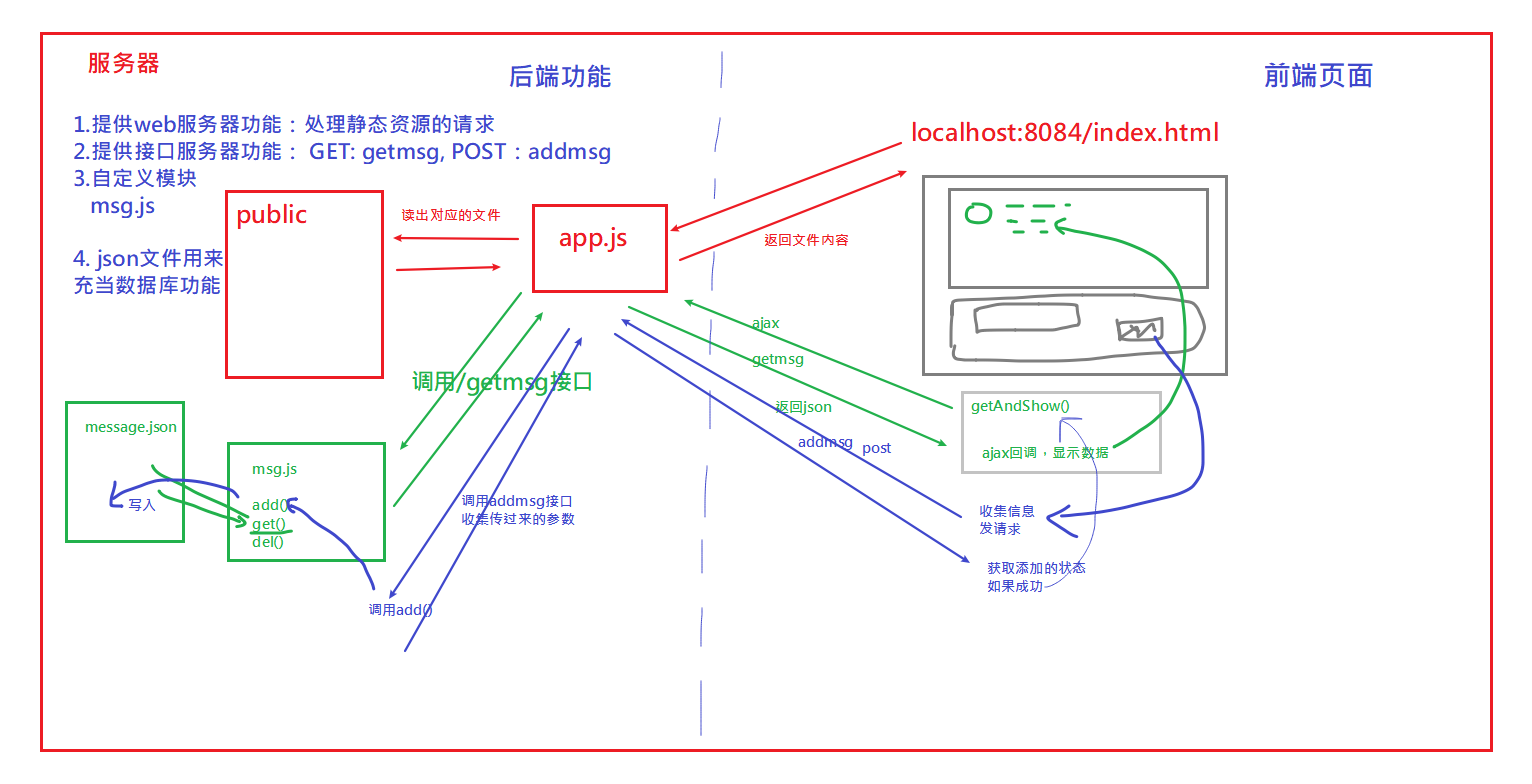 服务器
后端功能
前端页面
1.提供web服务器功能：处理静态资源的请求
2.提供接口服务器功能： GET: getmsg, POST：addmsg
3.自定义模块
msg.js
4. json文件用来
充当数据库功能
public
读出对应的文件
app.js
localhost:8084/index.html
返回文件内容
ajax
getmsg
返回json
addmsg
post
调用/getmsg接口
getAndShow()
ajax回调，显示数据
message.json
写入
msg.js
add()
get()
del()
调用addmsg接口
收集传过来的参数
调用add()
收集信息
发请求
获取添加的状态
如果成功